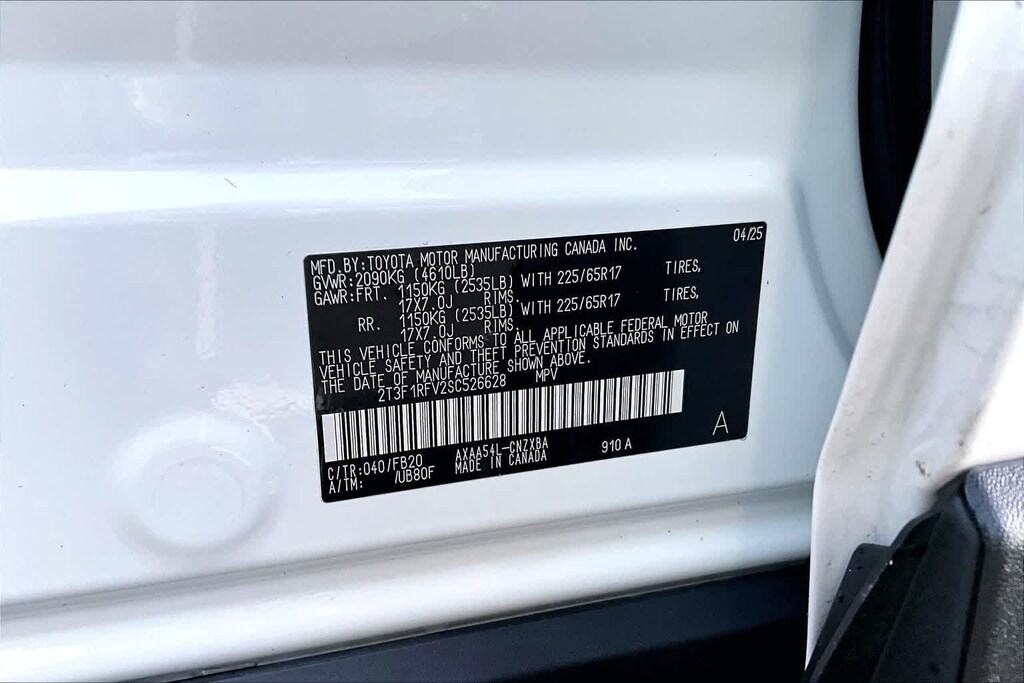 04/25
MFD.BY:TOYOTA MOTOR MANUFACTURING CANADA INC.
GVWR:2090KG (4610LB)
GAWR:FRT. 1150KG (2535LB) WITH 225/65R17 TIRES,
17X7.0J RIMS.
RR. 1150KG (2535LB) WITH 225/65R17 TIRES,
17X7.0J RIMS.
THIS VEHICLE CONFORMS TO ALL APPLICABLE FEDERAL MOTOR
VEHICLE SAFETY AND THEFT PREVENTION STANDARDS IN EFFECT ON
THE DATE OF MANUFACTURE SHOWN ABOVE.
2T3F1RFV2SC526628 MPV
A
C/TR:040/FB20 AXAA54L-CNZXBA 910 A
A/TM: /UB80F MADE IN CANADA